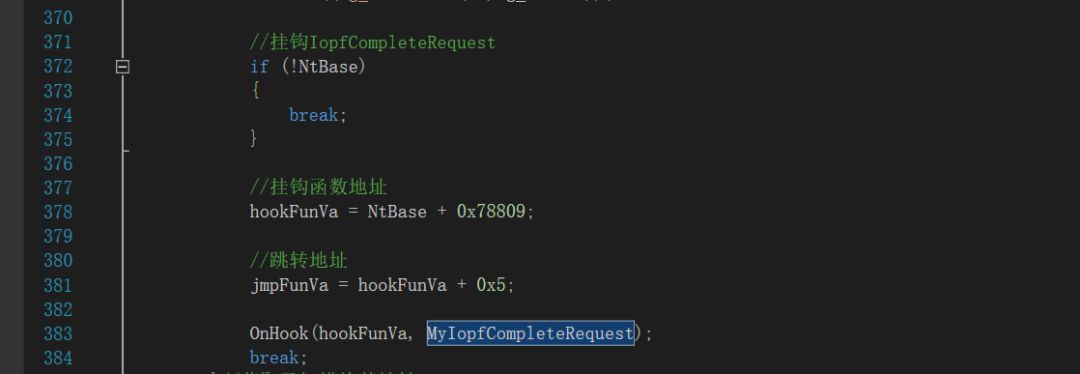 370
371 //挂钩IopfCompleteRequest
372 if (!NtBase)
373 {
374 break;
375 }
376
377 //挂钩函数地址
378 hookFunVa = NtBase + 0x78809;
379
380 //跳转地址
381 jmpFunVa = hookFunVa + 0x5;
382
383 OnHook(hookFunVa, MyIopfCompleteRequest);
384 break;